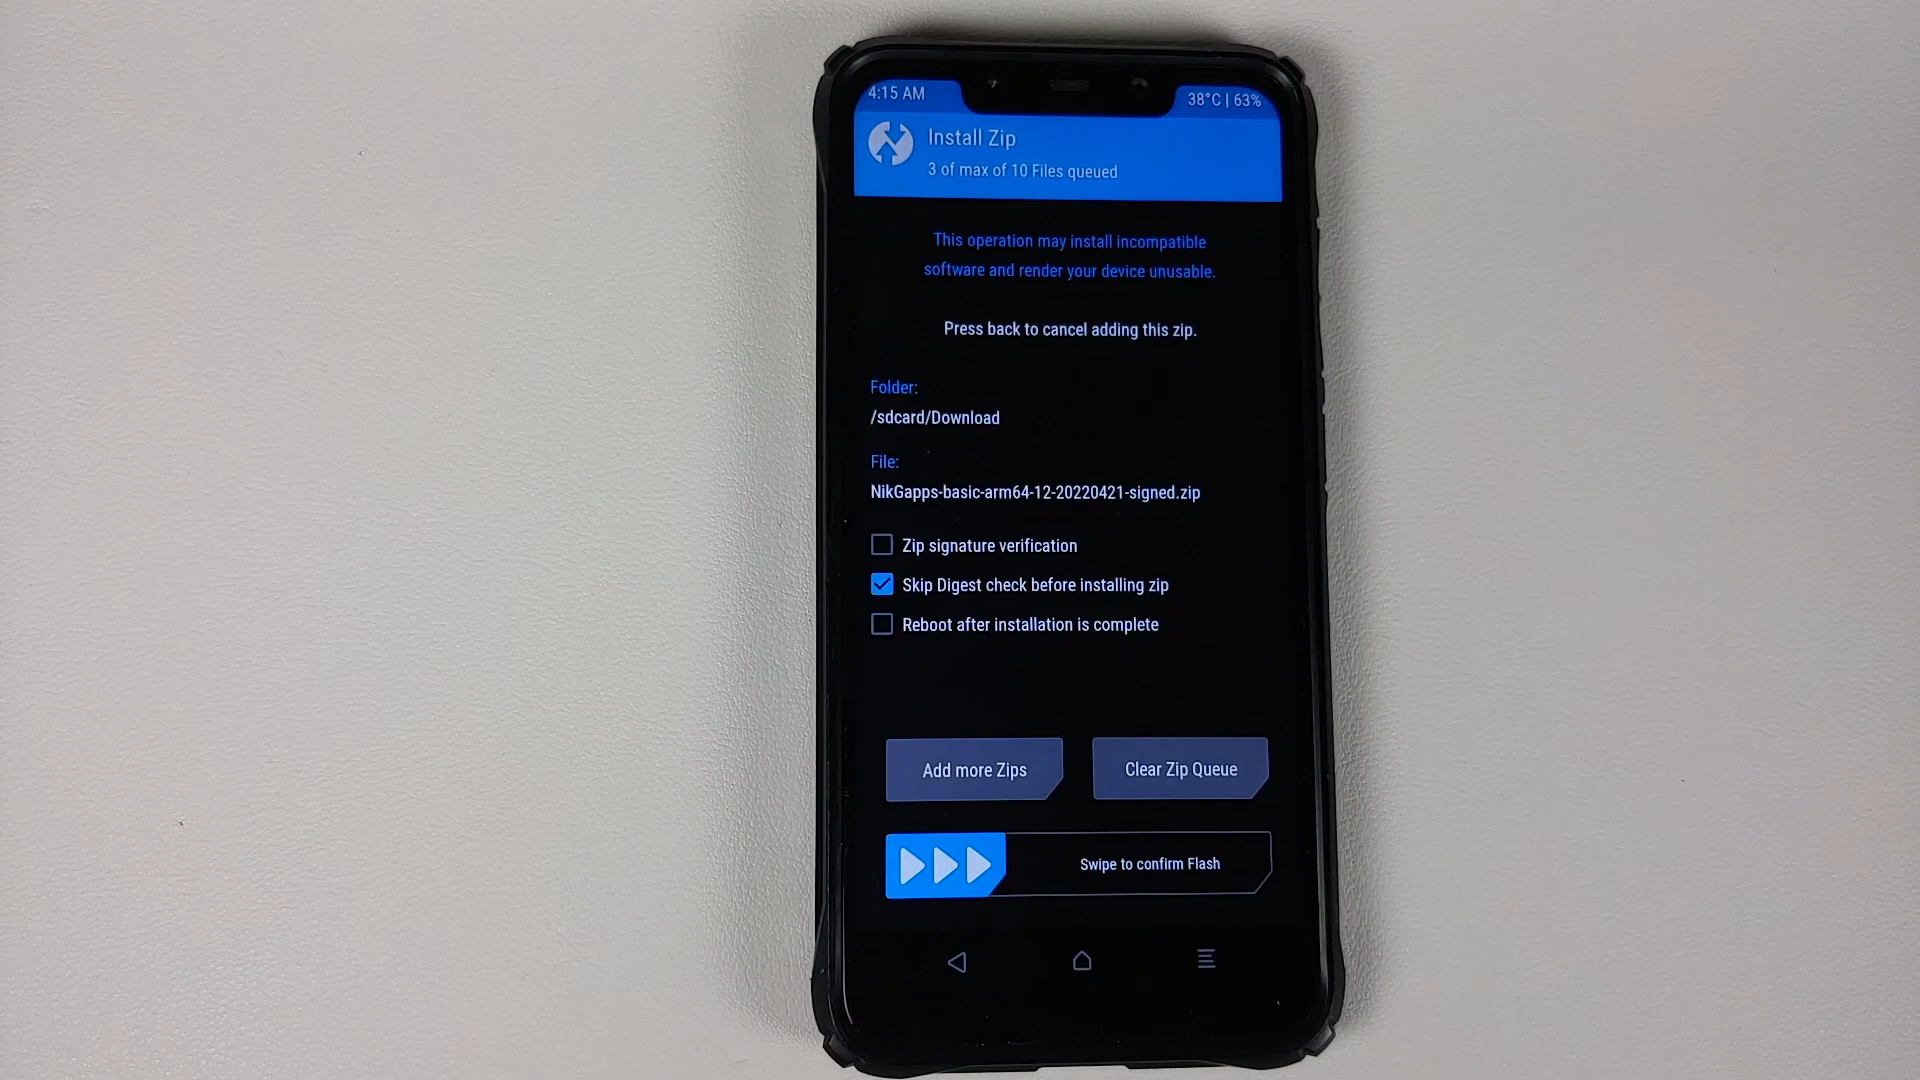 4:15 AM
38°C | 63%
Install Zip
3 of max of 10 Files queued
This operation may install incompatible
software and render your device unusable.
Press back to cancel adding this zip.
Folder:
/sdcard/Download
File:
NikGapps-basic-arm64-12-20220421-signed.zip
Zip signature verification
Skip Digest check before installing zip
Reboot after installation is complete
Add more Zips
Clear Zip Queue
Swipe to confirm Flash